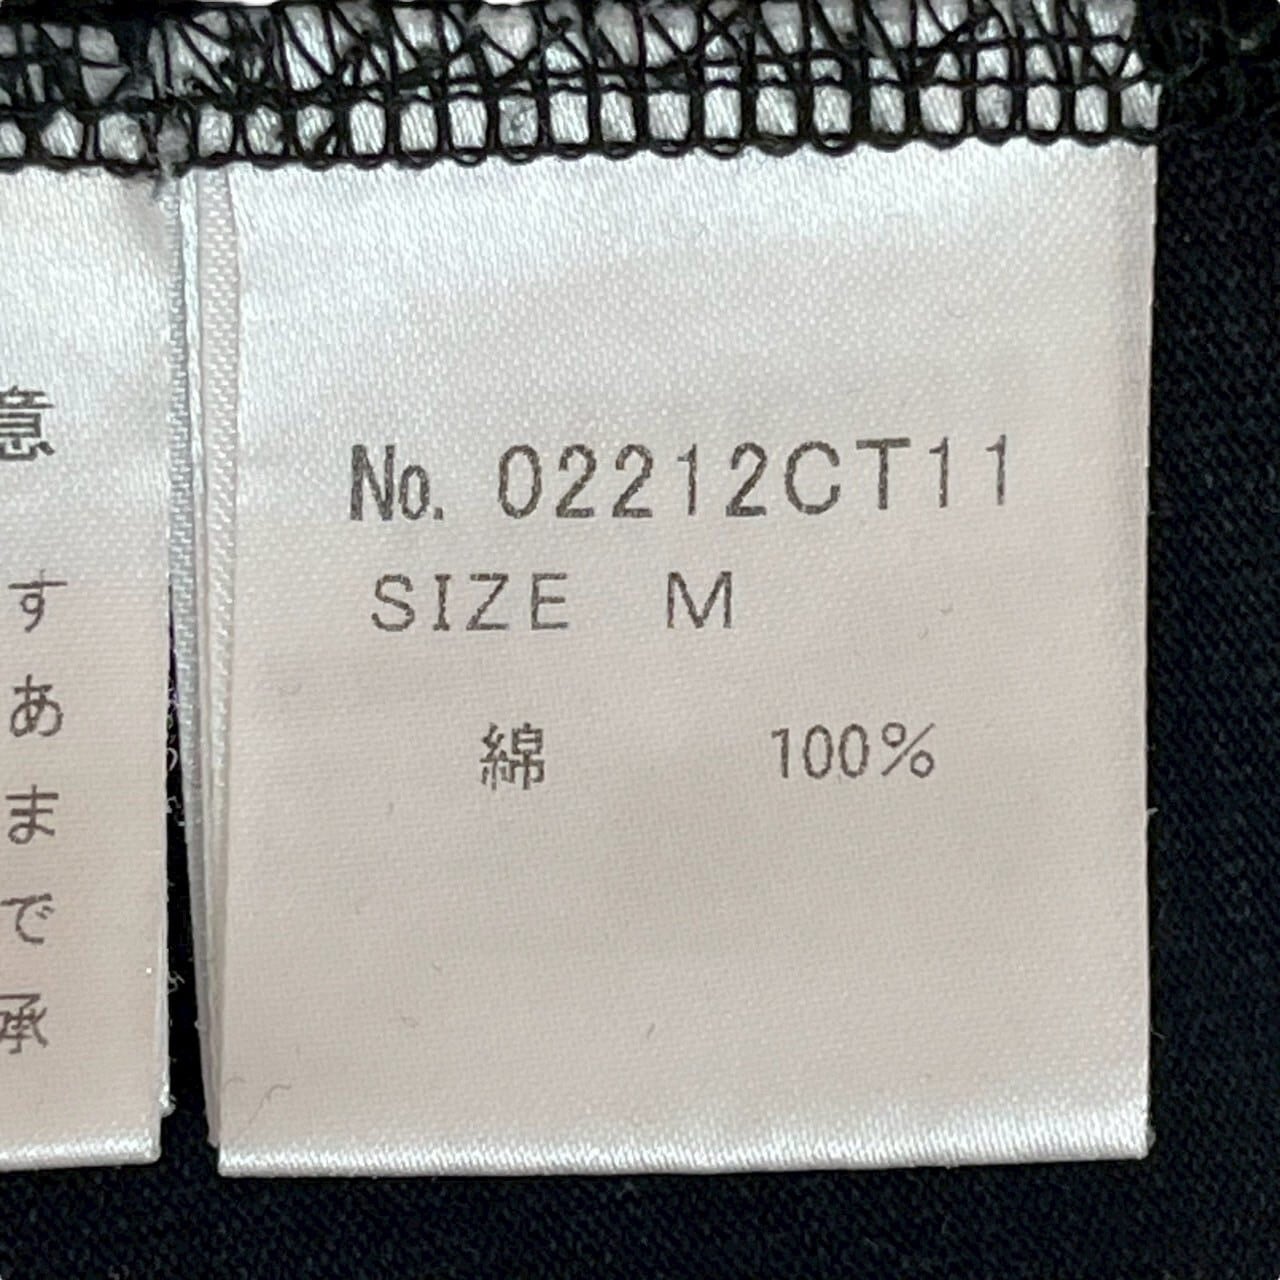 No. 02212CT11
SIZE M
綿 100%
意
す
あ
ま
で
承